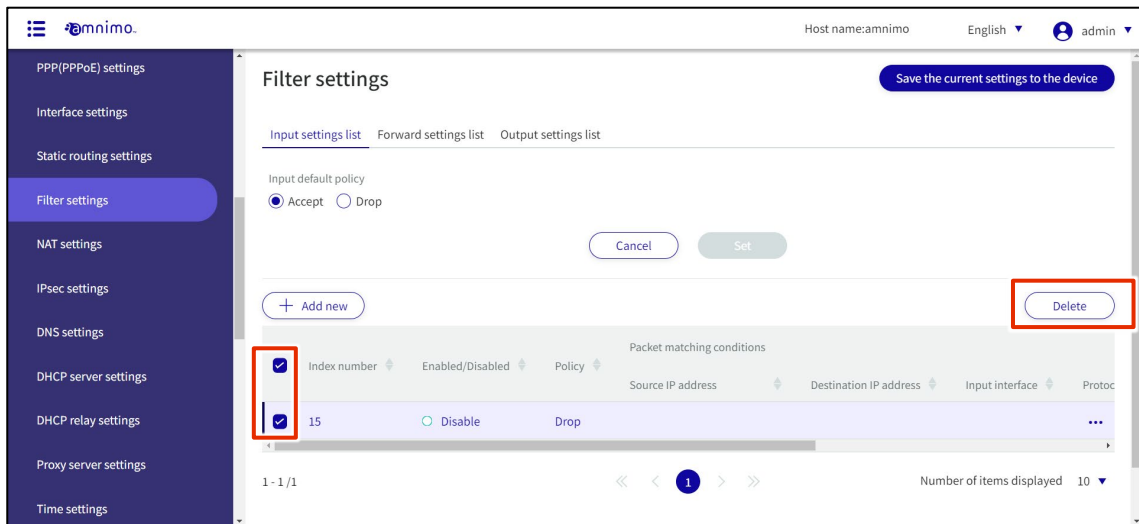 amnimo
Host name:amnimo
English
admin
PPP(PPPoE) settings
Interface settings
Static routing settings
Filter settings
NAT settings
IPsec settings
DNS settings
DHCP server settings
DHCP relay settings
Proxy server settings
Time settings
Filter settings
Save the current settings to the device
Input settings list Forward settings list Output settings list
Input default policy
Accept Drop
Cancel Set
+ Add new Delete
Packet matching conditions
Index number Enabled/Disabled Policy
Source IP address Destination IP address Input interface Protoc
15 Disable Drop
1 - 1 /1
1
Number of items displayed 10